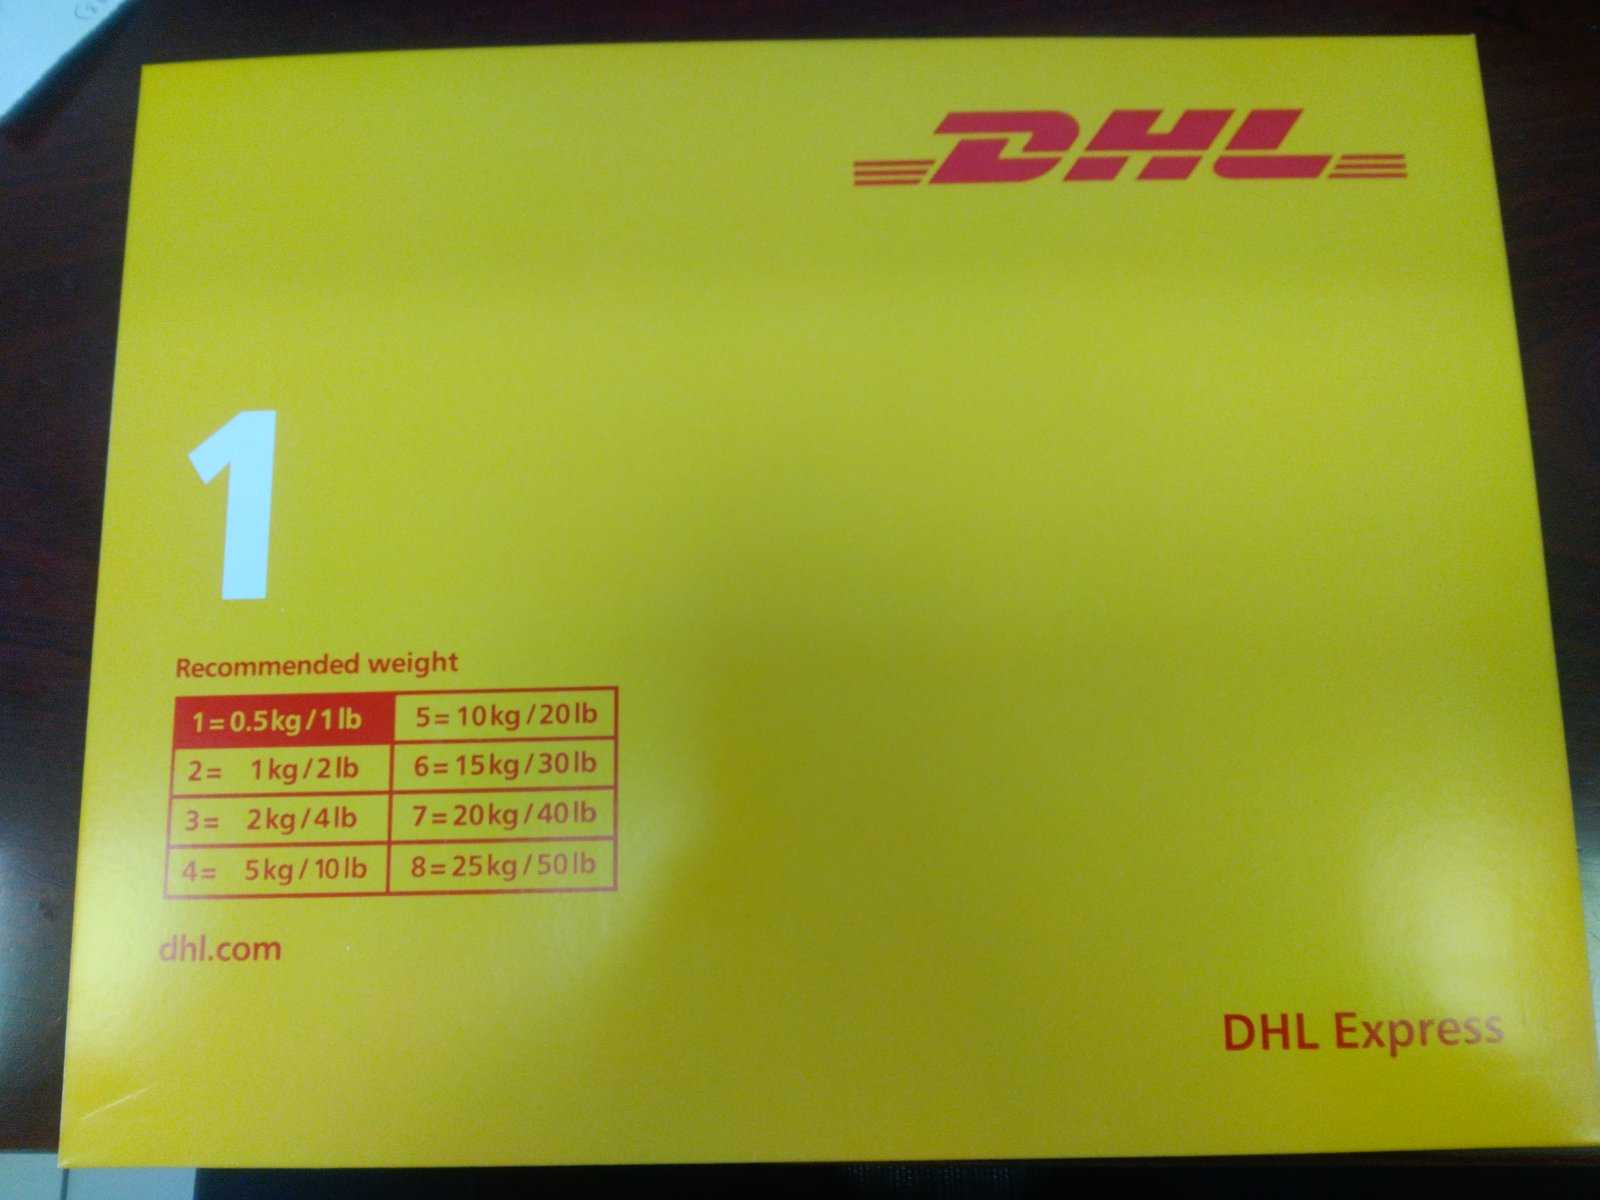 DHL
1
Recommended weight
1=0.5kg/1lb 5=10kg/20lb
2= 1kg/2lb 6=15kg/30lb
3= 2kg/4lb 7=20kg/40lb
4= 5kg/10lb 8=25kg/50lb
dhl.com
DHL Express